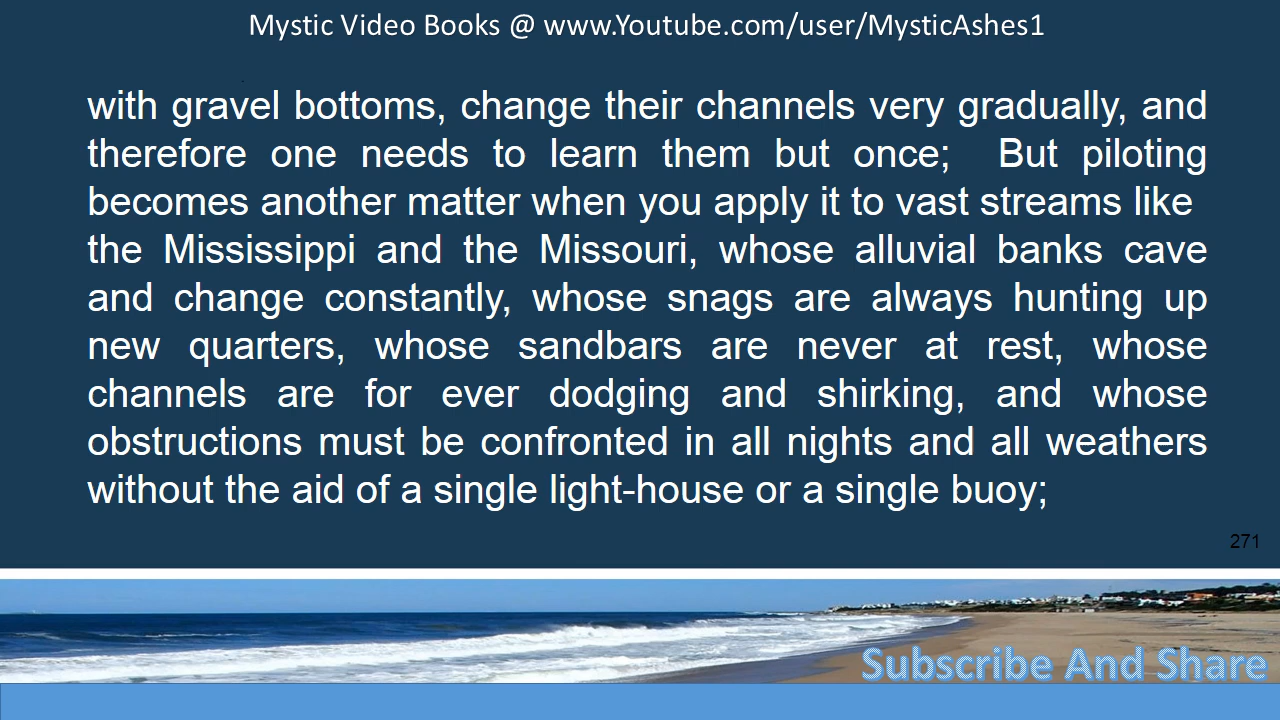 Mystic Video Books @ www.Youtube.com/user/MysticAshes1
with gravel bottoms, change their channels very gradually, and
therefore one needs to learn them but once; But piloting
becomes another matter when you apply it to vast streams like
the Mississippi and the Missouri, whose alluvial banks cave
and change constantly, whose snags are always hunting up
new quarters, whose sandbars are never at rest, whose
channels are for ever dodging and shirking, and whose
obstructions must be confronted in all nights and all weathers
without the aid of a single light-house or a single buoy;
271
Subscribe And Share